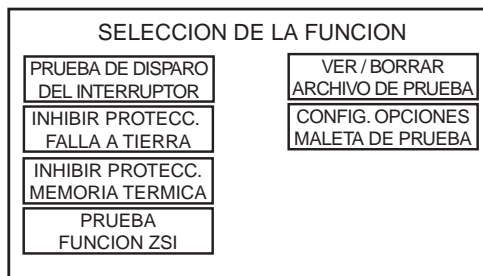 SELECCION DE LA FUNCION
PRUEBA DE DISPARO
DEL INTERRUPTOR
INHIBIR PROTECC.
FALLA A TIERRA
INHIBIR PROTECC.
MEMORIA TERMICA
PRUEBA
FUNCION ZSI
VER / BORRAR
ARCHIVO DE PRUEBA
CONFIG. OPCIONES
MALETA DE PRUEBA